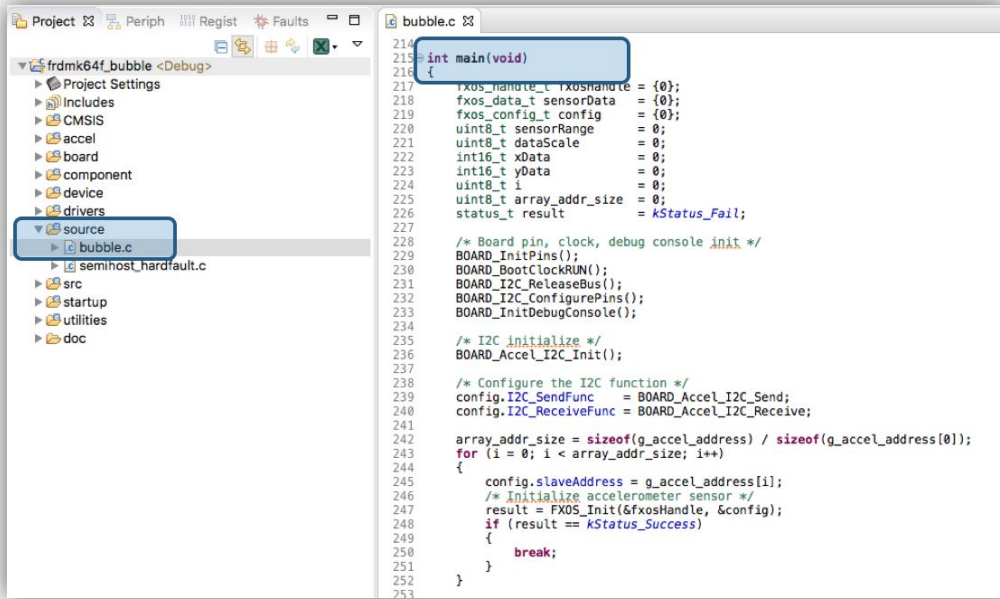 Project Periph Regist Faults
frdmk64f_bubble <Debug>
Project Settings
Includes
CMSIS
accel
board
component
device
drivers
source
bubble.c
semihost_hardfault.c
src
startup
utilities
doc
bubble.c
214
215 int main(void)
216 {
217 fxos_handle_t fxosHandle = {0};
218 fxos_data_t sensorData = {0};
219 fxos_config_t config = {0};
220 uint8_t sensorRange = 0;
221 uint8_t dataScale = 0;
222 int16_t xData = 0;
223 int16_t yData = 0;
224 uint8_t i = 0;
225 uint8_t array_addr_size = 0;
226 status_t result = kStatus_Fail;
227
228 /* Board pin, clock, debug console init */
229 BOARD_InitPins();
230 BOARD_BootClockRUN();
231 BOARD_I2C_ReleaseBus();
232 BOARD_I2C_ConfigurePins();
233 BOARD_InitDebugConsole();
234
235 /* I2C initialize */
236 BOARD_Accel_I2C_Init();
237
238 /* Configure the I2C function */
239 config.I2C_SendFunc = BOARD_Accel_I2C_Send;
240 config.I2C_ReceiveFunc = BOARD_Accel_I2C_Receive;
241
242 array_addr_size = sizeof(g_accel_address) / sizeof(g_accel_address[0]);
243 for (i = 0; i < array_addr_size; i++)
244 {
245 config.slaveAddress = g_accel_address[i];
246 /* Initialize accelerometer sensor */
247 result = FXOS_Init(&fxosHandle, &config);
248 if (result == kStatus_Success)
249 {
250 break;
251 }
252 }
253